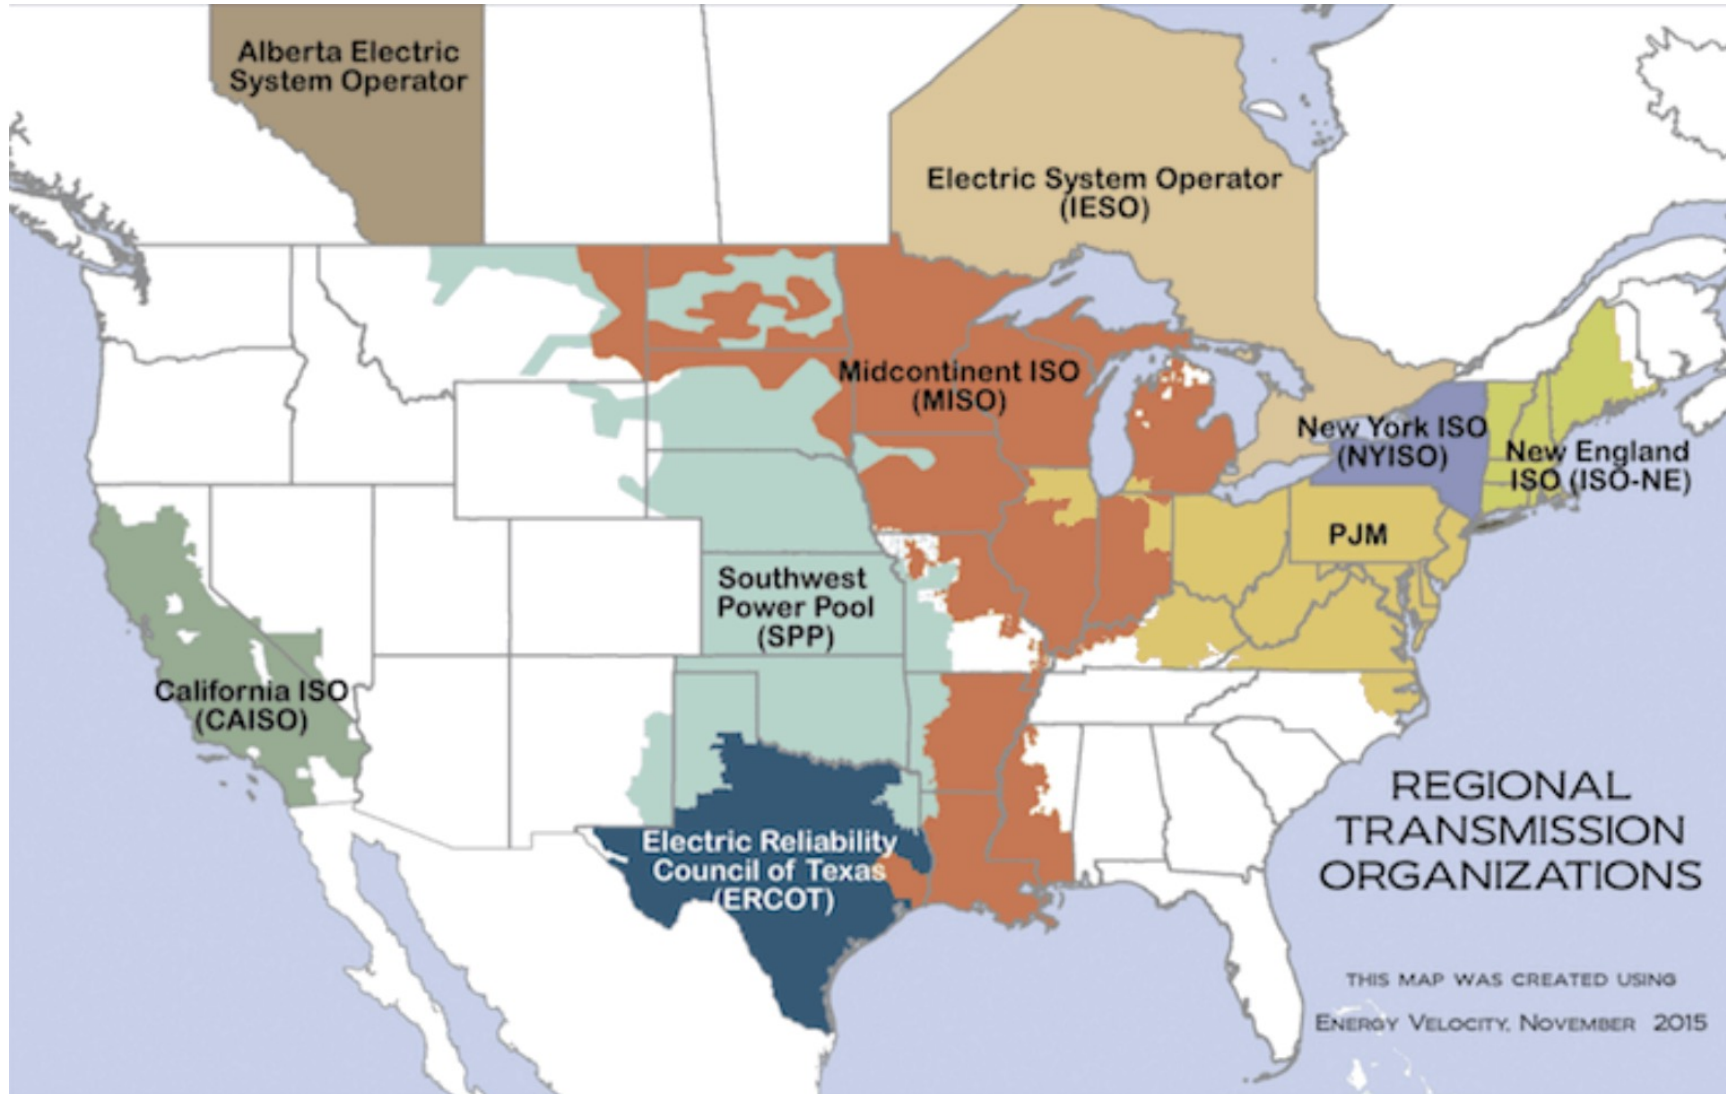 Alberta Electric
System Operator
Electric System Operator
(IESO)
Midcontinent ISO
(MISO)
New York ISO
(NYISO)
New England
ISO (ISO-NE)
PJM
Southwest
Power Pool
(SPP)
California ISO
(CAISO)
Electric Reliability
Council of Texas
(ERCOT)
REGIONAL
TRANSMISSION
ORGANIZATIONS
THIS MAP WAS CREATED USING
ENERGY VELOCITY, NOVEMBER 2015